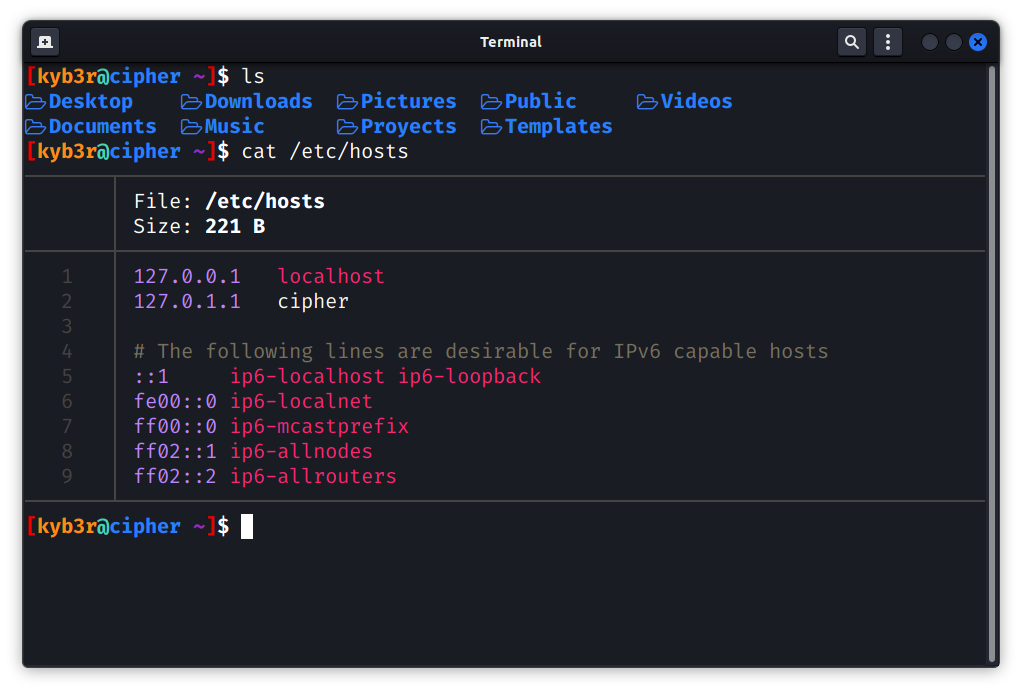 Terminal
[kyb3r@cipher ~]$ ls
Desktop Downloads Pictures Public Videos
Documents Music Proyects Templates
[kyb3r@cipher ~]$ cat /etc/hosts
File: /etc/hosts
Size: 221 B
1 127.0.0.1 localhost
2 127.0.1.1 cipher
3
4 # The following lines are desirable for IPv6 capable hosts
5 ::1 ip6-localhost ip6-loopback
6 fe00::0 ip6-localnet
7 ff00::0 ip6-mcastprefix
8 ff02::1 ip6-allnodes
9 ff02::2 ip6-allrouters
[kyb3r@cipher ~]$